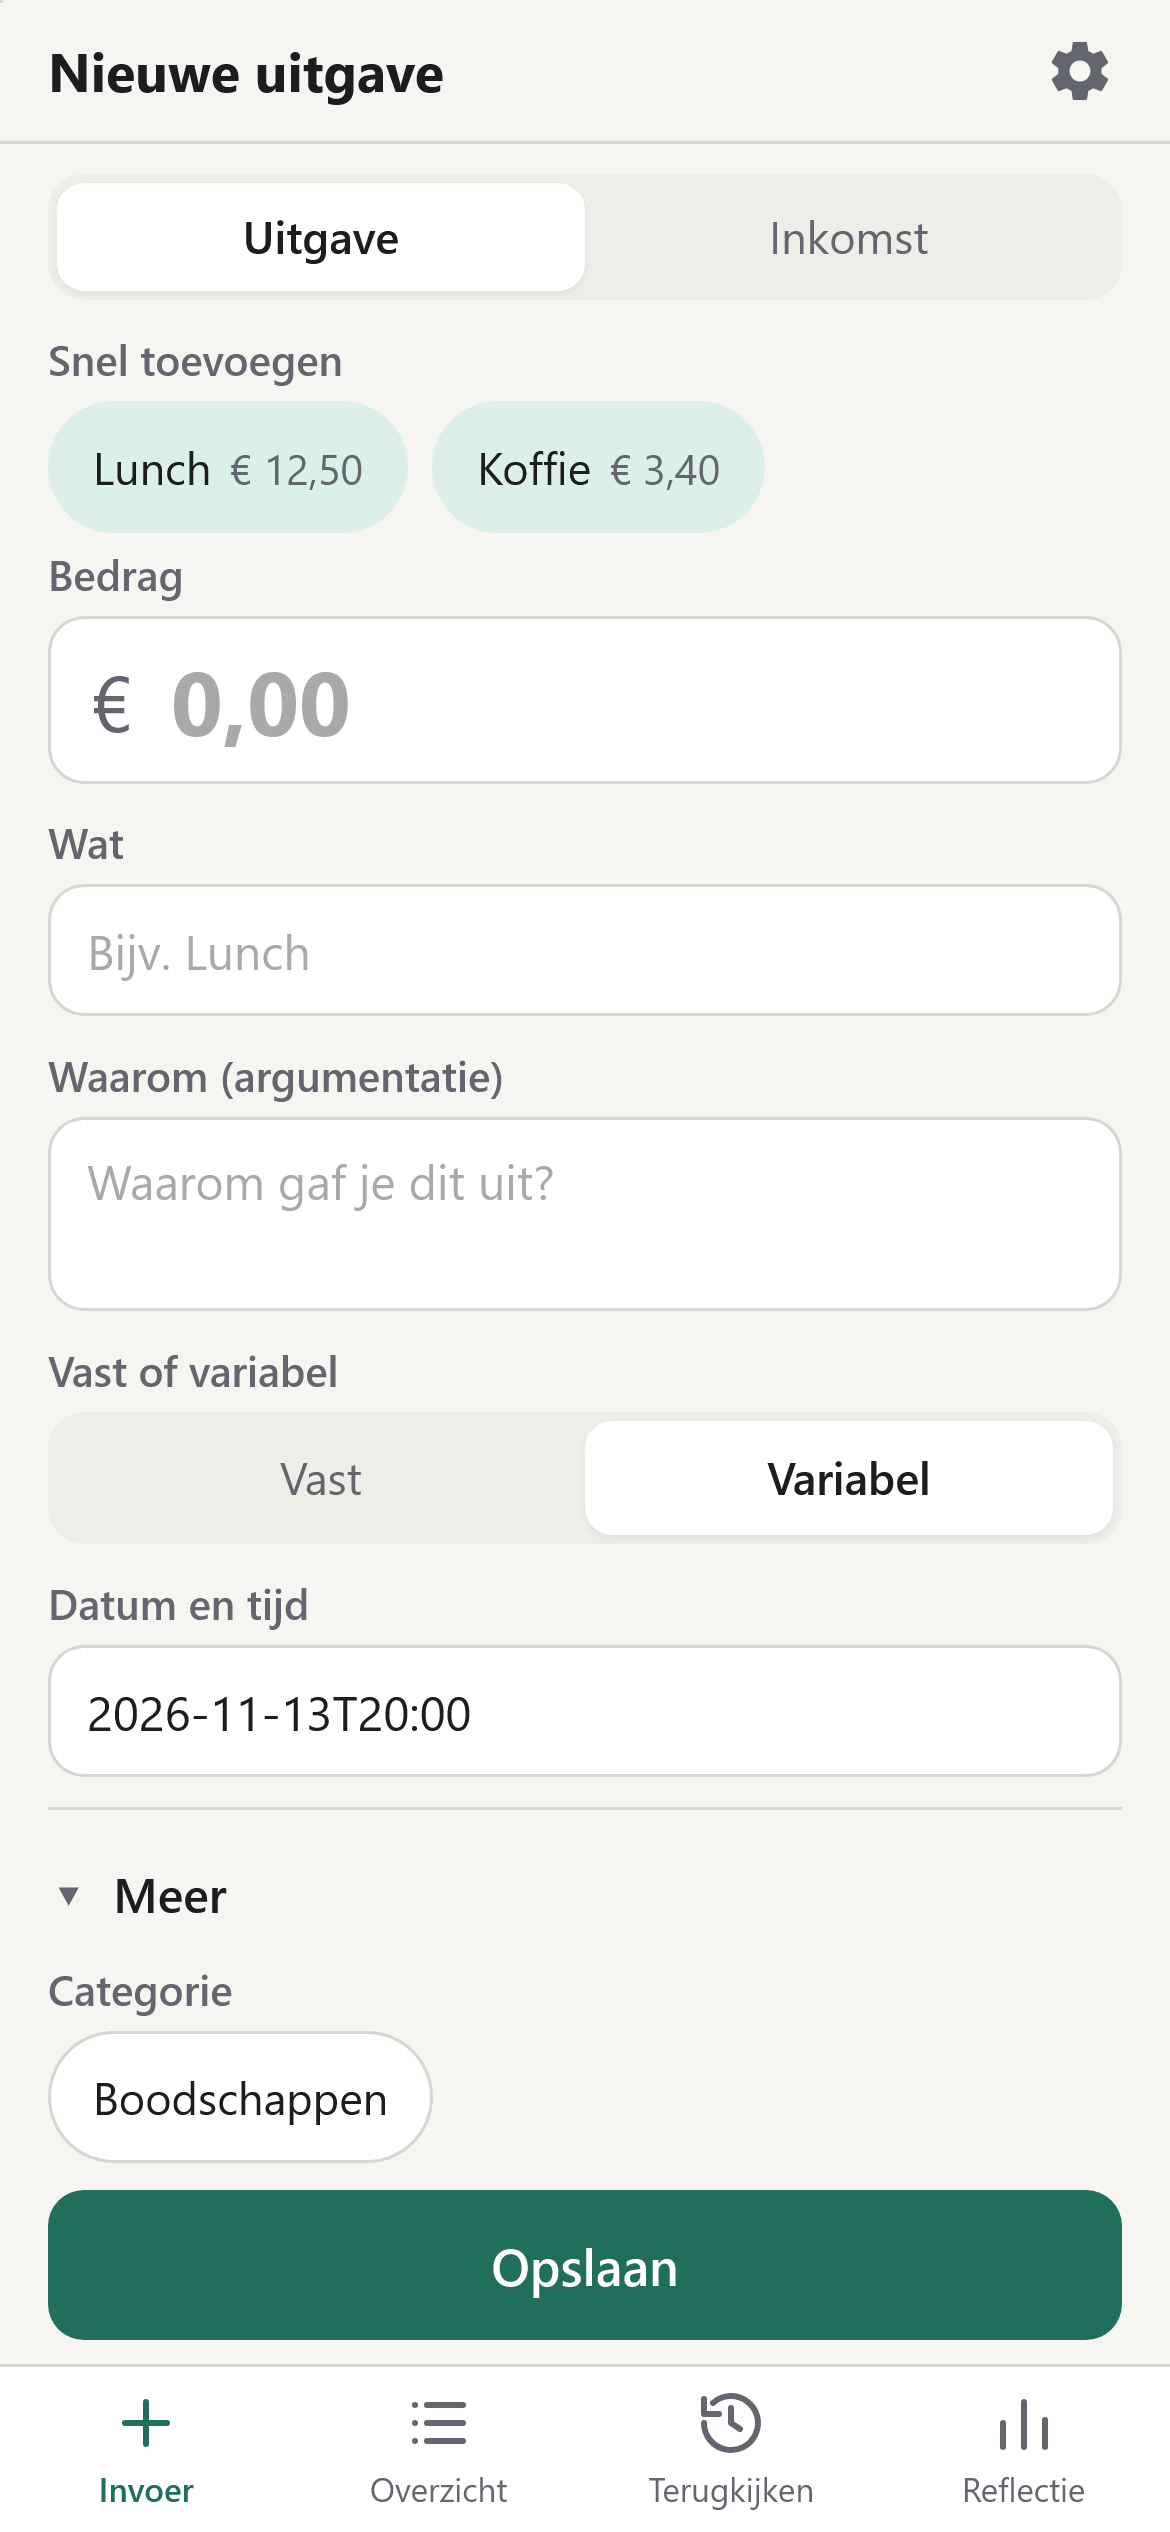 Nieuwe uitgave
Uitgave
Inkomst
Snel toevoegen
Lunch € 12,50
Koffie € 3,40
Bedrag
€ 0,00
Wat
Bijv. Lunch
Waarom (argumentatie)
Waarom gaf je dit uit?
Vast of variabel
Vast
Variabel
Datum en tijd
2026-11-13T20:00
Meer
Categorie
Boodschappen
Opslaan
Invoer
Overzicht
Terugkijken
Reflectie